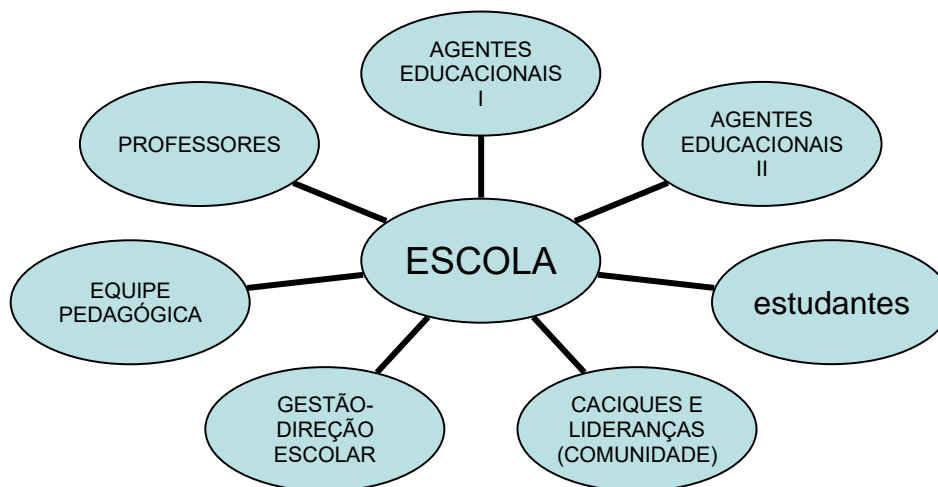 AGENTES
EDUCACIONAIS
I
AGENTES
EDUCACIONAIS
II
PROFESSORES
ESCOLA
EQUIPE
PEDAGÓGICA
estudantes
GESTÃO-
DIREÇÃO
ESCOLAR
CACIQUES E
LIDERANÇAS
(COMUNIDADE)